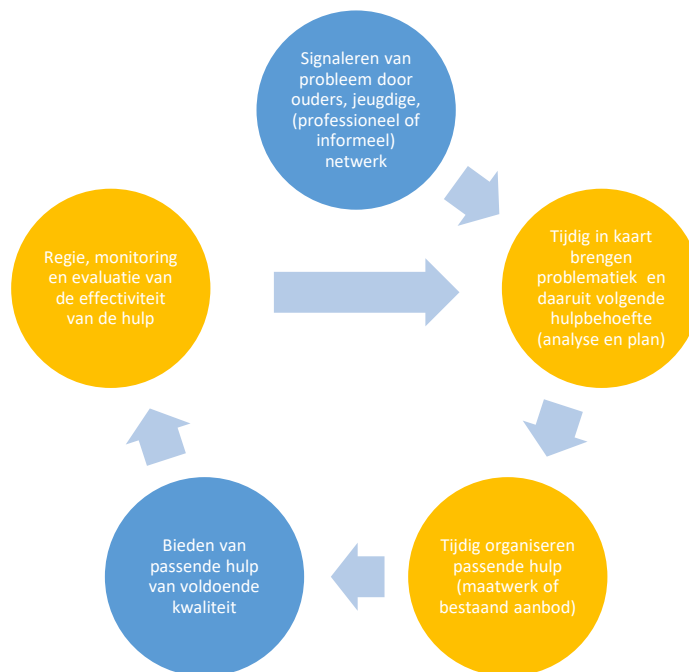 Signaleren van
probleem door
ouders, jeugdige,
(professioneel of
informeel)
netwerk
Tijdig in kaart
brengen
problematiek  en
daaruit volgende
hulpbehoefte
(analyse en plan)
Tijdig organiseren
passende hulp
(maatwerk of
bestaand aanbod)
Bieden van
passende hulp
van voldoende
kwaliteit
Regie, monitoring
en evaluatie van
de effectiviteit
van de hulp